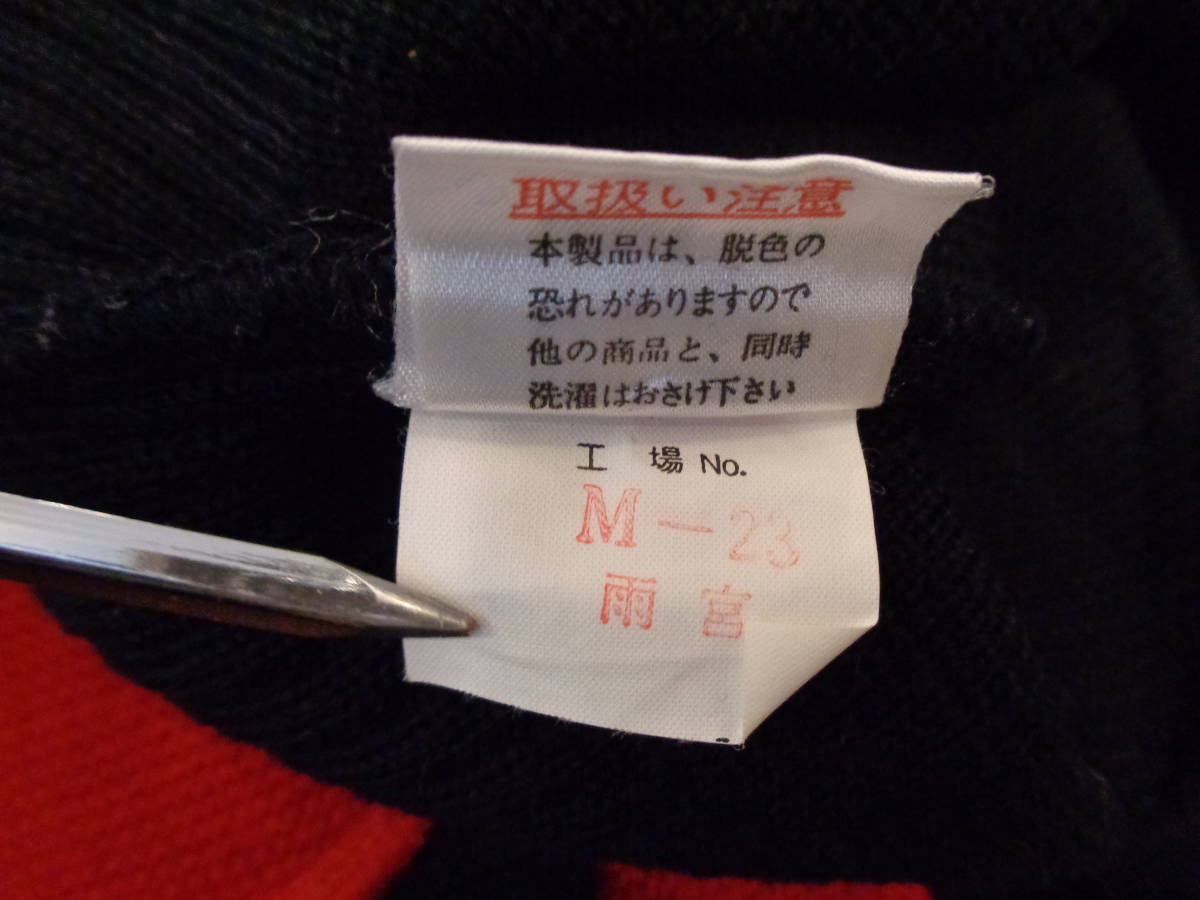 取扱い注意
本製品は、脱色の
恐れがありますので
他の商品と、同時
洗濯はおさげ下さい
工 場 No.
M-23
雨 宮